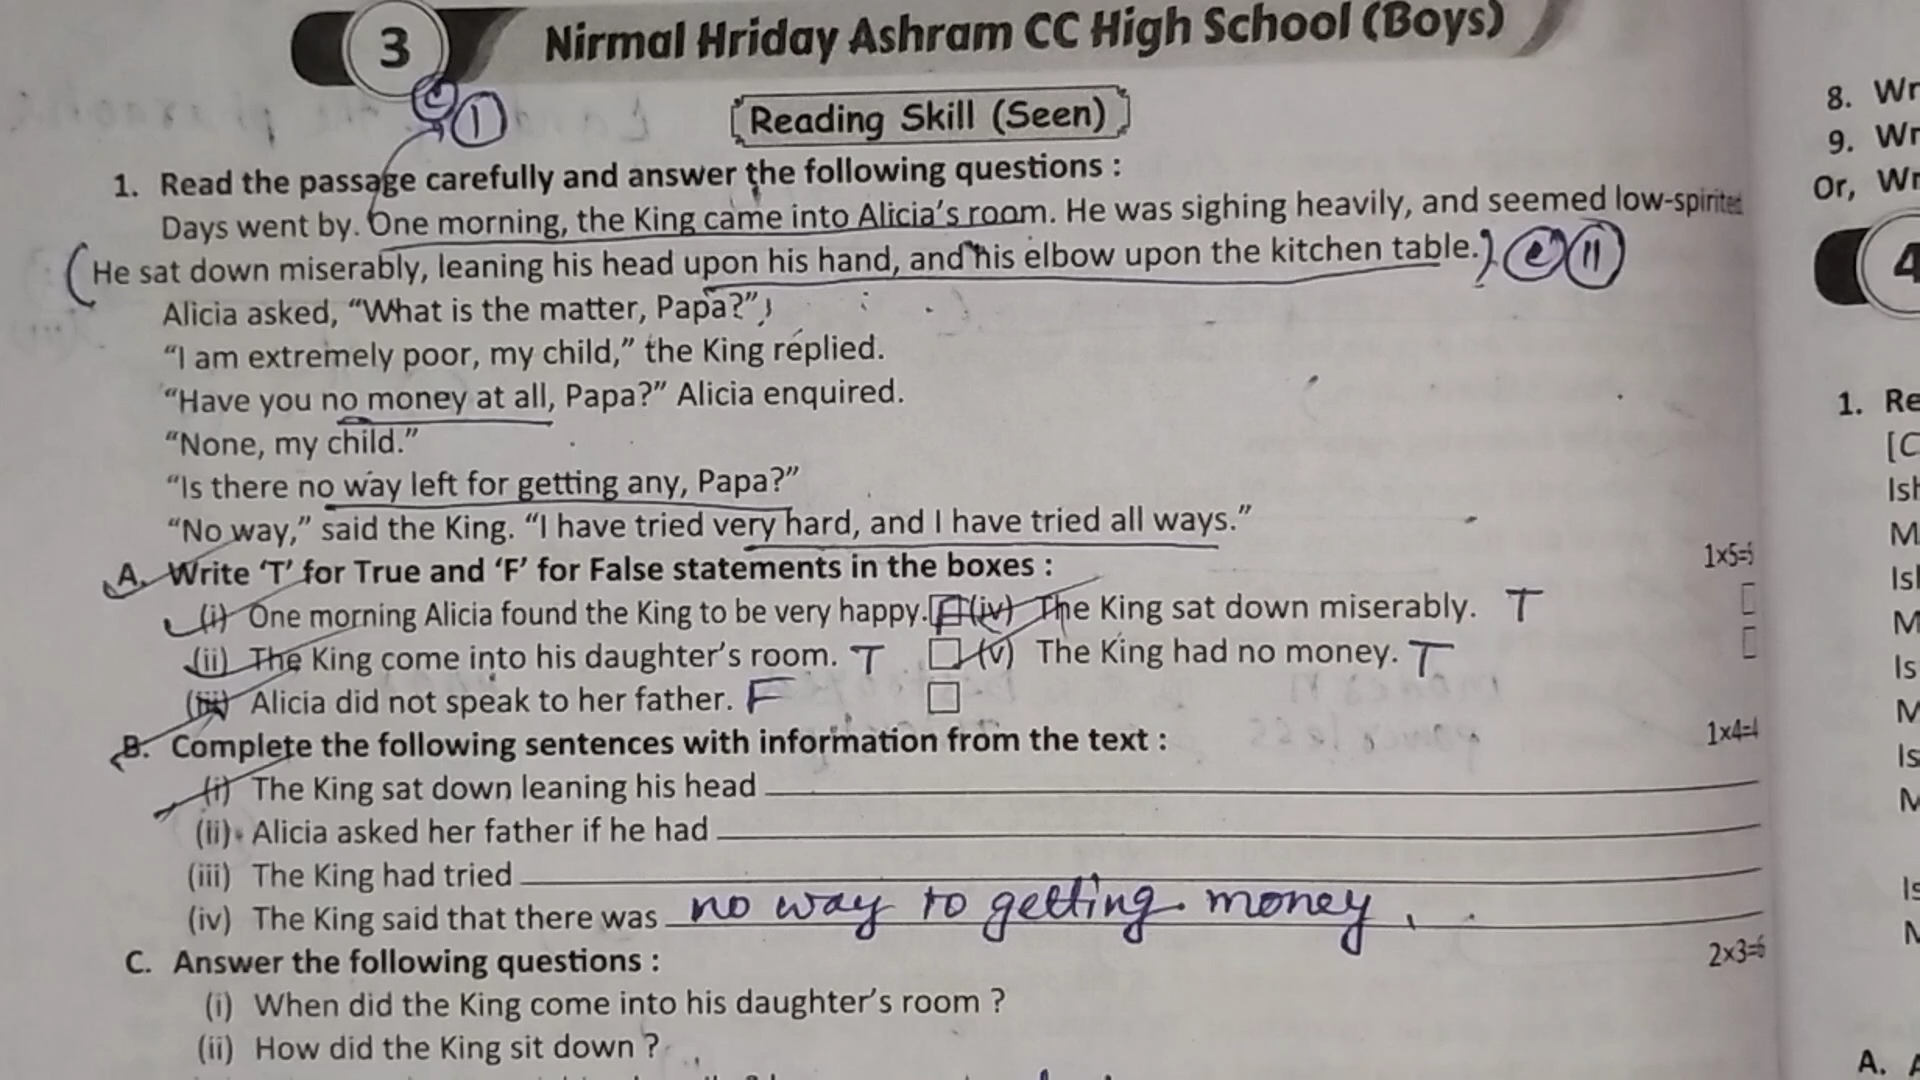 3 Nirmal Hriday Ashram CC High School (Boys)
c 1
Reading Skill (Seen)
1. Read the passage carefully and answer the following questions :
Days went by. One morning, the King came into Alicia's room. He was sighing heavily, and seemed low-spirited
(He sat down miserably, leaning his head upon his hand, and his elbow upon the kitchen table.) c 11
Alicia asked, “What is the matter, Papa?”
“I am extremely poor, my child,” the King replied.
“Have you no money at all, Papa?” Alicia enquired.
“None, my child.”
“Is there no way left for getting any, Papa?”
“No way,” said the King. “I have tried very hard, and I have tried all ways.”
A. Write ‘T’ for True and ‘F’ for False statements in the boxes : 1x5=5
(i) One morning Alicia found the King to be very happy. F (iv) The King sat down miserably. T
(ii) The King come into his daughter's room. T (v) The King had no money. T
(iii) Alicia did not speak to her father. F
B. Complete the following sentences with information from the text : 1x4=4
(i) The King sat down leaning his head
(ii) Alicia asked her father if he had
(iii) The King had tried
(iv) The King said that there was no way to getting money.
C. Answer the following questions : 2x3=6
(i) When did the King come into his daughter's room ?
(ii) How did the King sit down ?
8. Wr
9. Wr
Or, Wr
4
1. Re
[C
Isl
M
Isl
M
Is
M
Is
M
Is
A. A